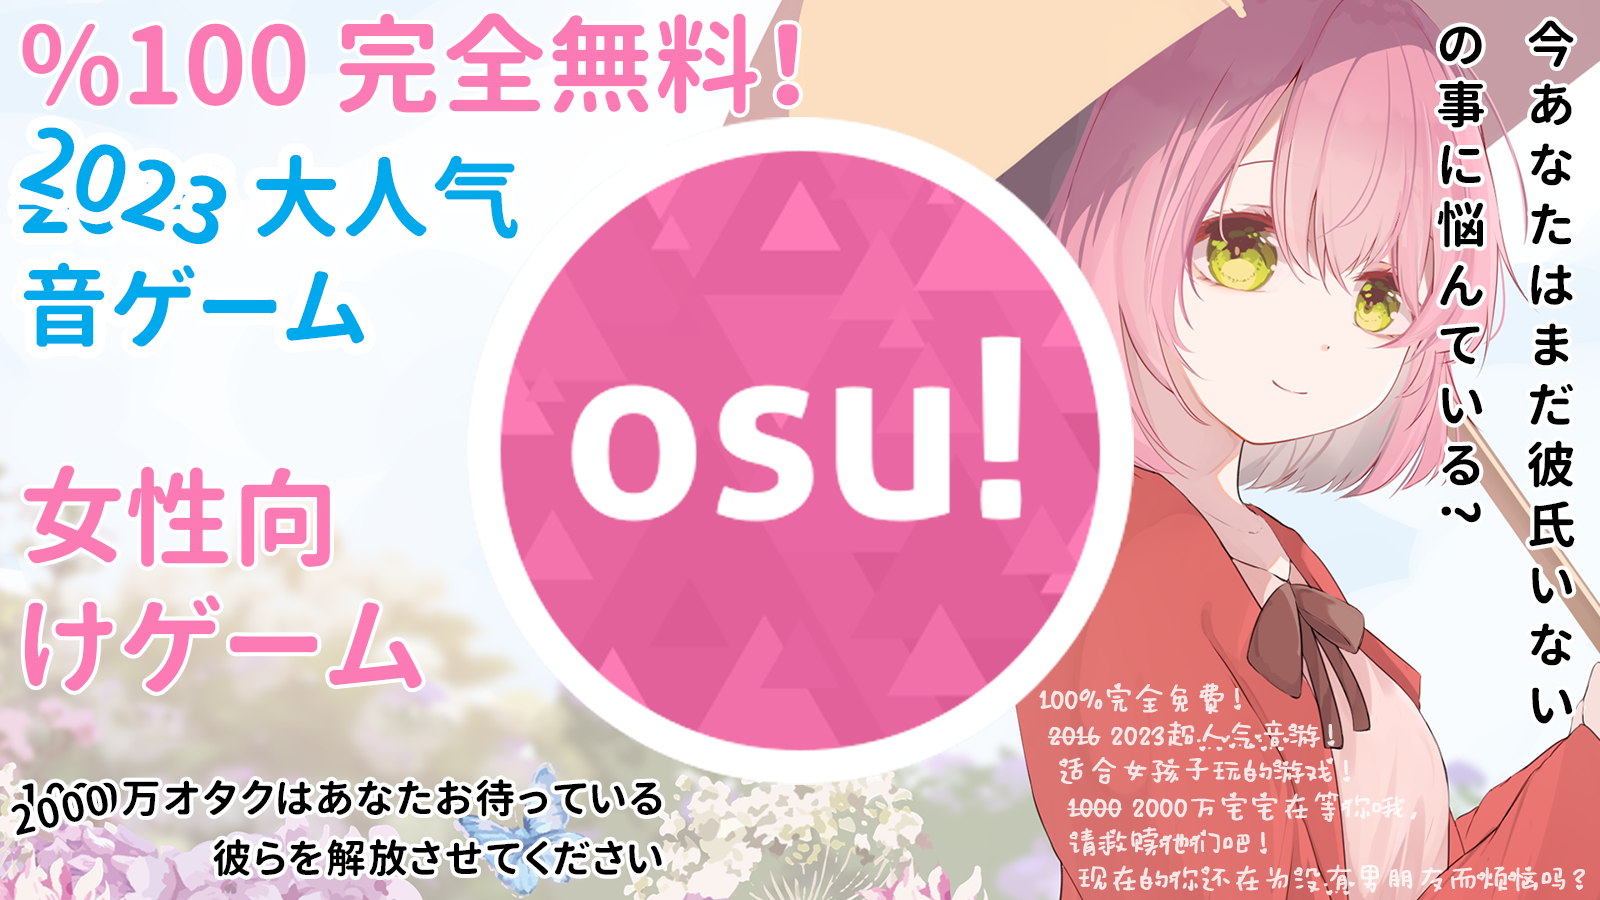 %100 完全無料!
2023 大人气
音ゲーム
女性向
けゲーム
osu!
今あなたはまだ彼氏いない
の事に悩んている?
2000万オタクはあなたお待っている
彼らを解放させてください
100%完全免费!
2016 2023超人气音游!
适合女孩子玩的游戏!
1000 2000万宅宅在等你哦,
请救赎他们吧!
现在的你还在为没有男朋友而烦恼吗?